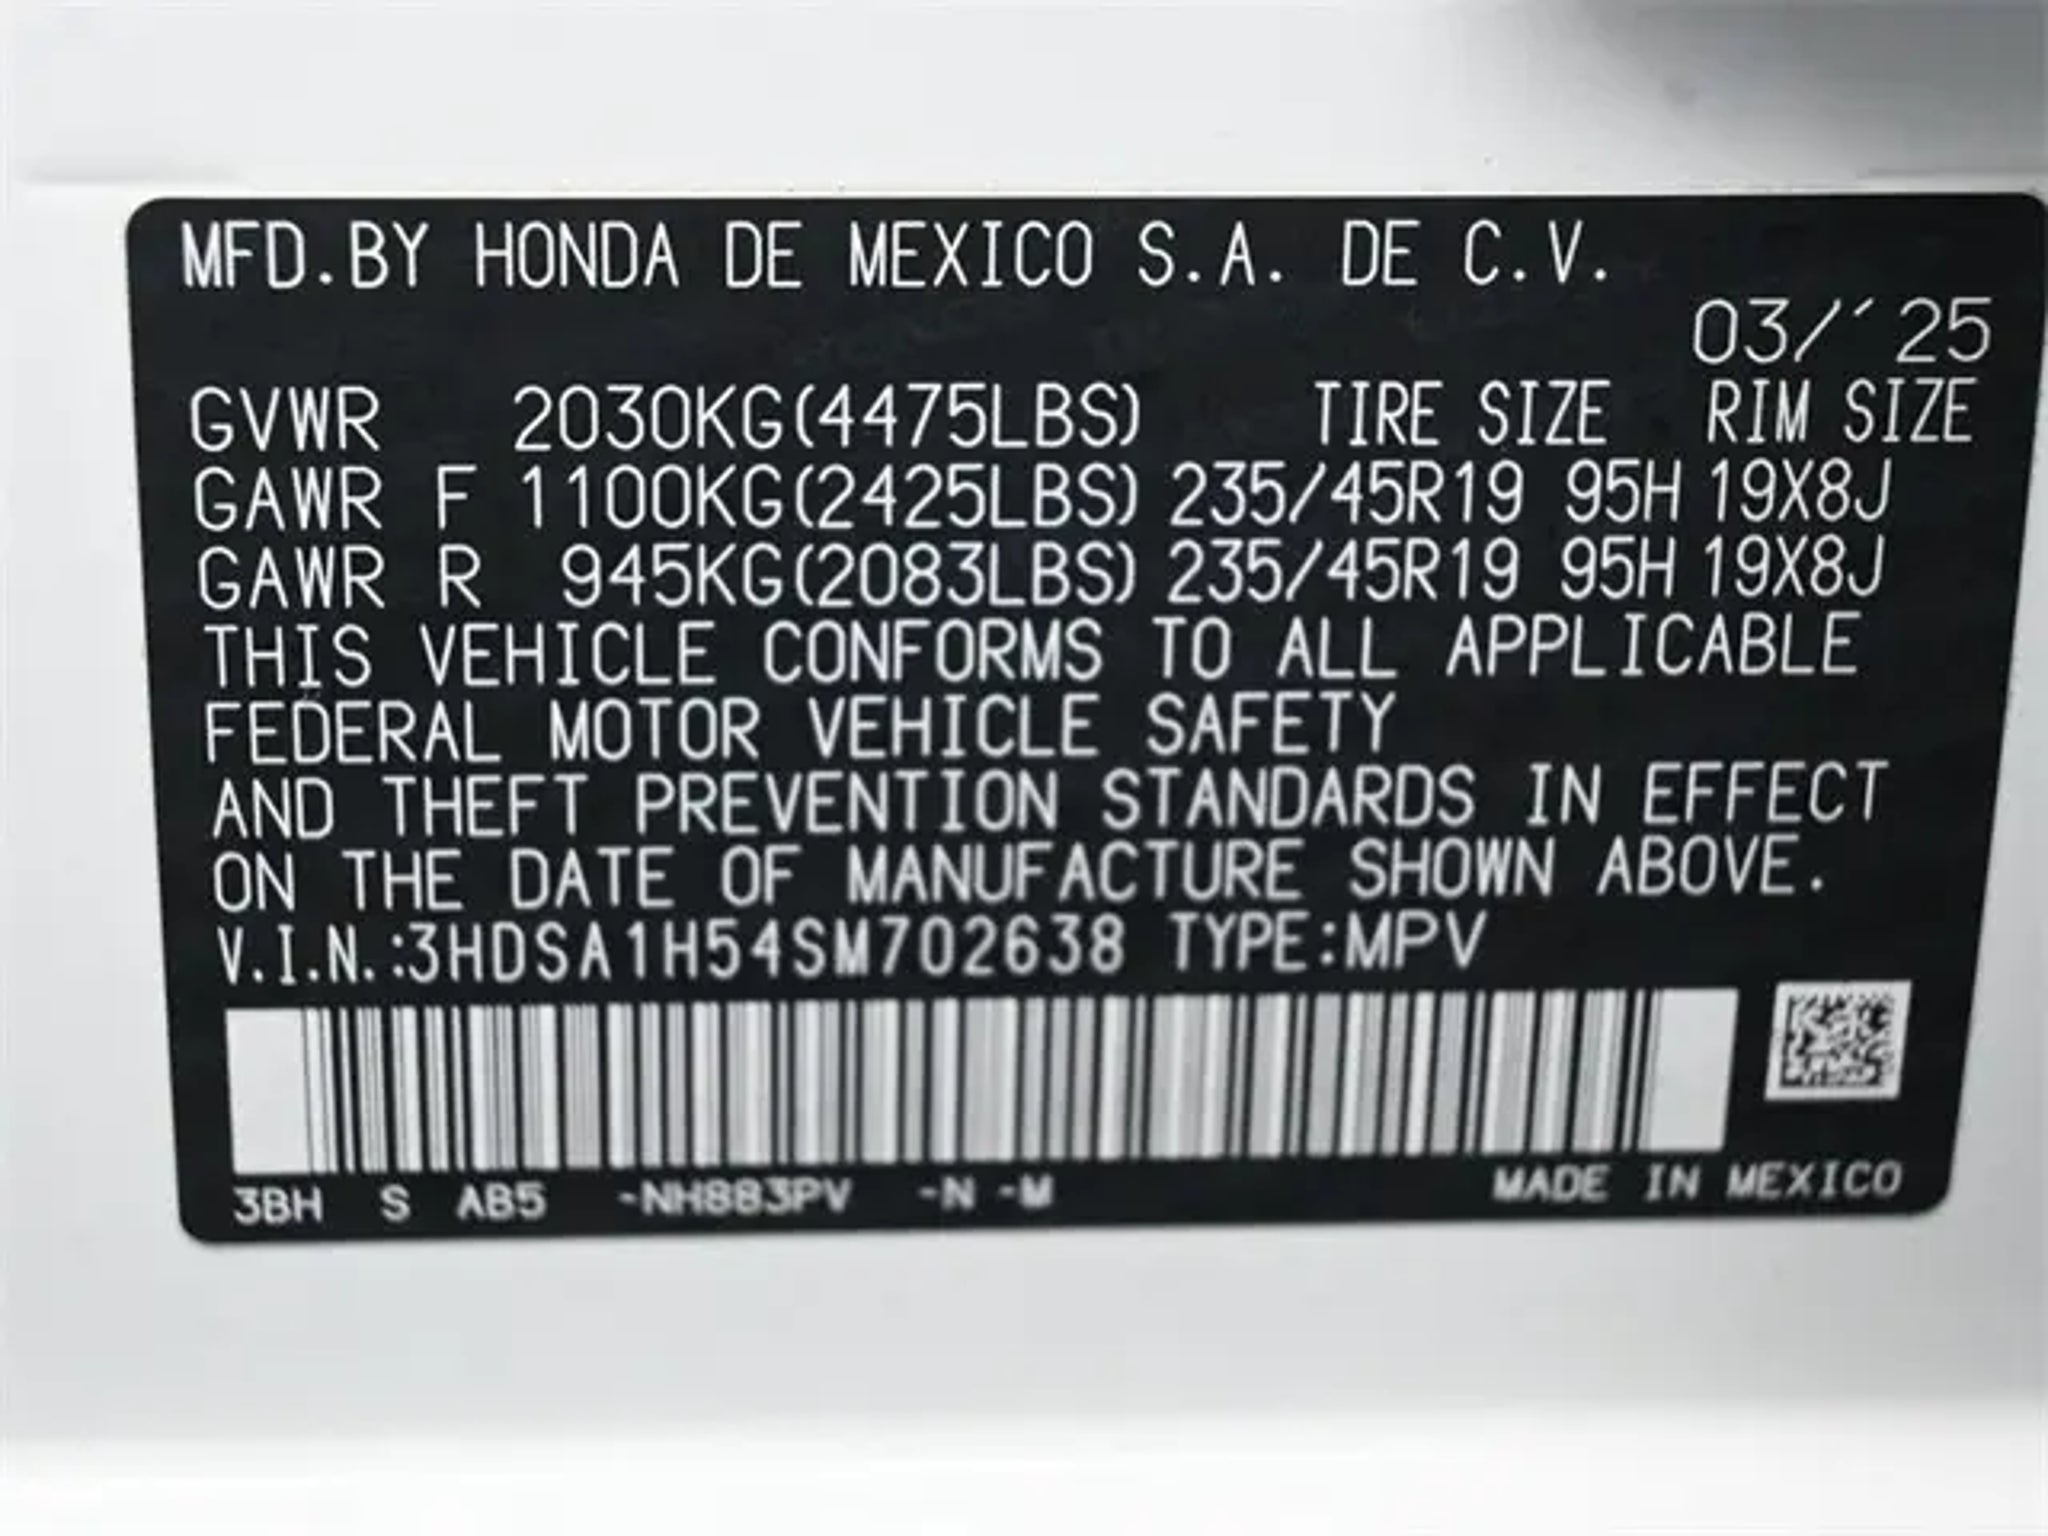 MFD.BY HONDA DE MEXICO S.A. DE C.V.
03/´25
GVWR 2030KG(4475LBS) TIRE SIZE RIM SIZE
GAWR F 1100KG(2425LBS) 235/45R19 95H 19X8J
GAWR R 945KG(2083LBS) 235/45R19 95H 19X8J
THIS VEHICLE CONFORMS TO ALL APPLICABLE
FEDERAL MOTOR VEHICLE SAFETY
AND THEFT PREVENTION STANDARDS IN EFFECT
ON THE DATE OF MANUFACTURE SHOWN ABOVE.
V.I.N.:3HDSA1H54SM702638 TYPE:MPV
3BH S AB5 -NH883PV -N -M MADE IN MEXICO